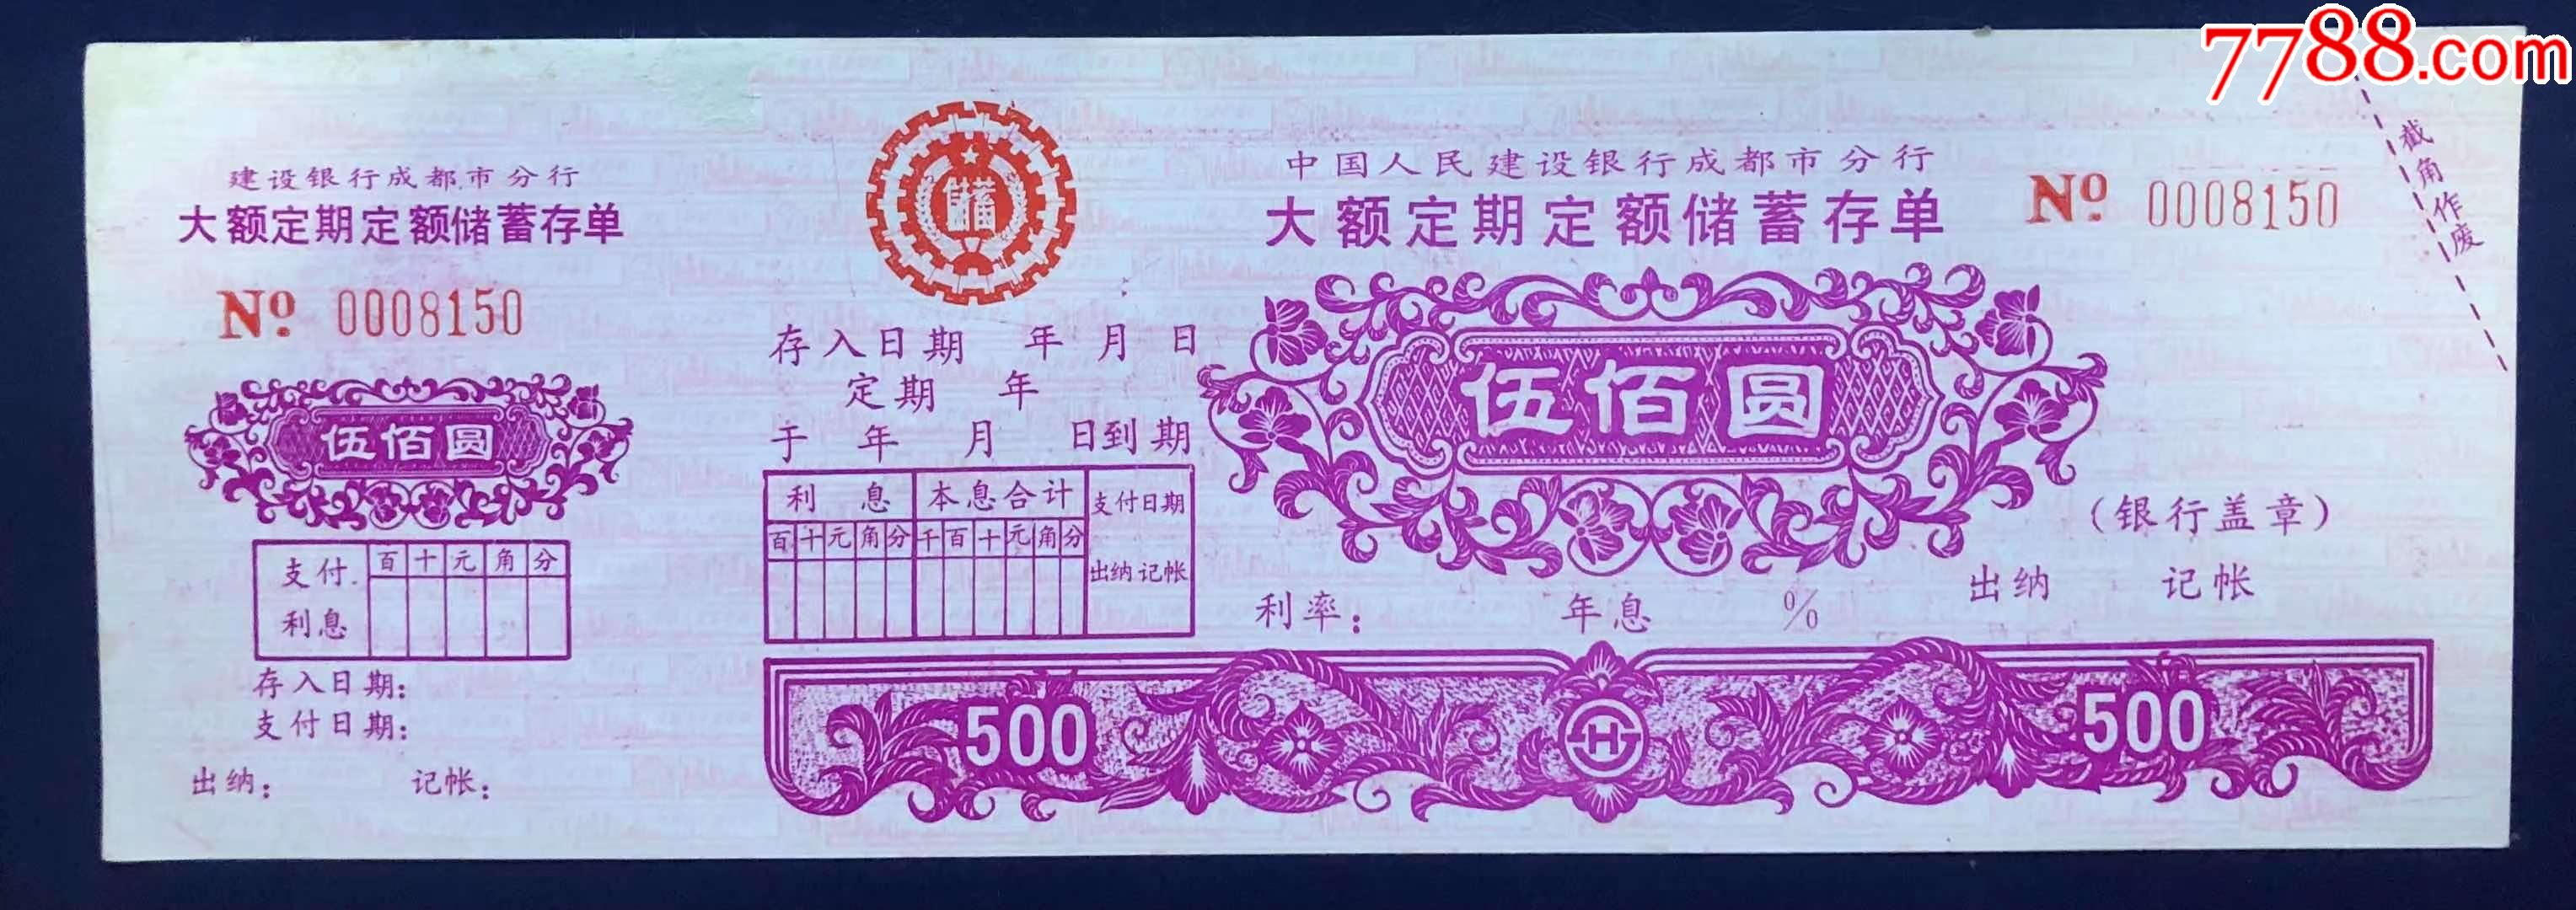 7788.com
建设银行成都市分行
大额定期定额储蓄存单
Nº 0008150
伍佰圆
支付利息
百 十 元 角 分
存入日期：
支付日期：
出纳： 记帐：
儲蓄
存入日期 年 月 日
定期 年
于 年 月 日到期
利 息 本息合计 支付日期
百 十 元 角 分 千 百 十 元 角 分
出纳 记帐
中国人民建设银行成都市分行
大额定期定额储蓄存单
Nº 0008150
截角作废
伍佰圆
（银行盖章）
利率： 年息 %
出纳 记帐
500 H 500